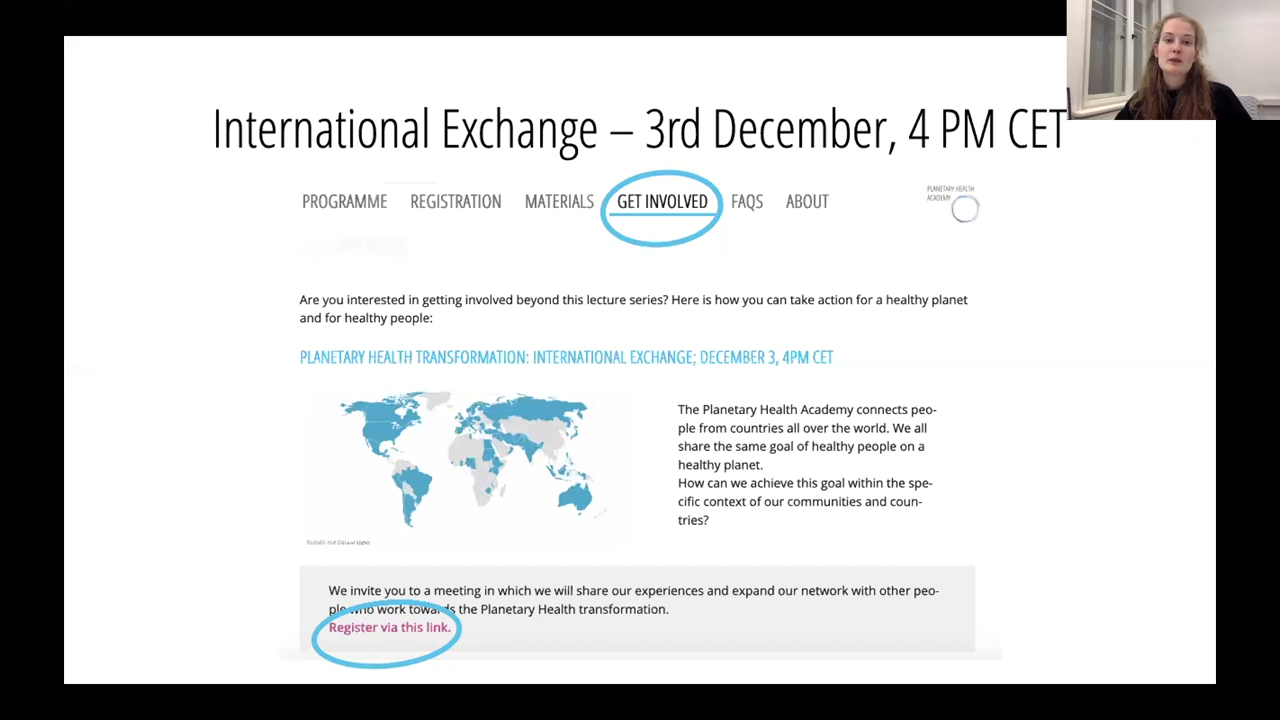 International Exchange – 3rd December, 4 PM CET
PROGRAMME REGISTRATION MATERIALS GET INVOLVED FAQS ABOUT
PLANETARY HEALTH
ACADEMY
Are you interested in getting involved beyond this lecture series? Here is how you can take action for a healthy planet
and for healthy people:
PLANETARY HEALTH TRANSFORMATION: INTERNATIONAL EXCHANGE; DECEMBER 3, 4PM CET
The Planetary Health Academy connects peo-
ple from countries all over the world. We all
share the same goal of healthy people on a
healthy planet.
How can we achieve this goal within the spe-
cific context of our communities and coun-
tries?
We invite you to a meeting in which we will share our experiences and expand our network with other peo-
ple who work towards the Planetary Health transformation.
Register via this link.